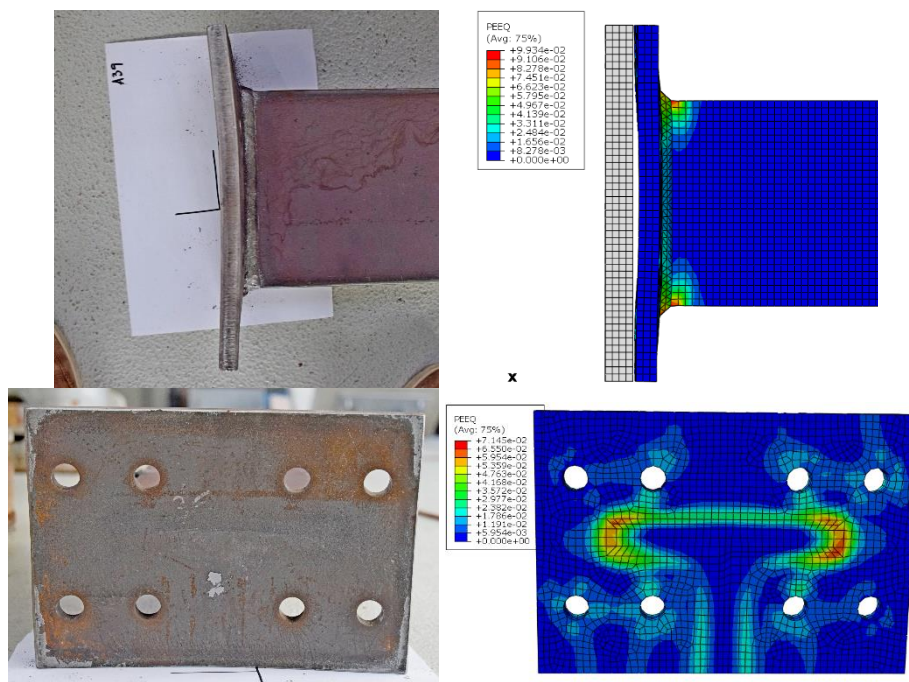 PEEQ
(Avg: 75%)
+9.934e-02
+9.106e-02
+8.278e-02
+7.451e-02
+6.623e-02
+5.795e-02
+4.967e-02
+4.139e-02
+3.311e-02
+2.484e-02
+1.656e-02
+8.278e-03
+0.000e+00
x
PEEQ
(Avg: 75%)
+7.145e-02
+6.550e-02
+5.954e-02
+5.359e-02
+4.763e-02
+4.168e-02
+3.572e-02
+2.977e-02
+2.382e-02
+1.786e-02
+1.191e-02
+5.954e-03
+0.000e+00